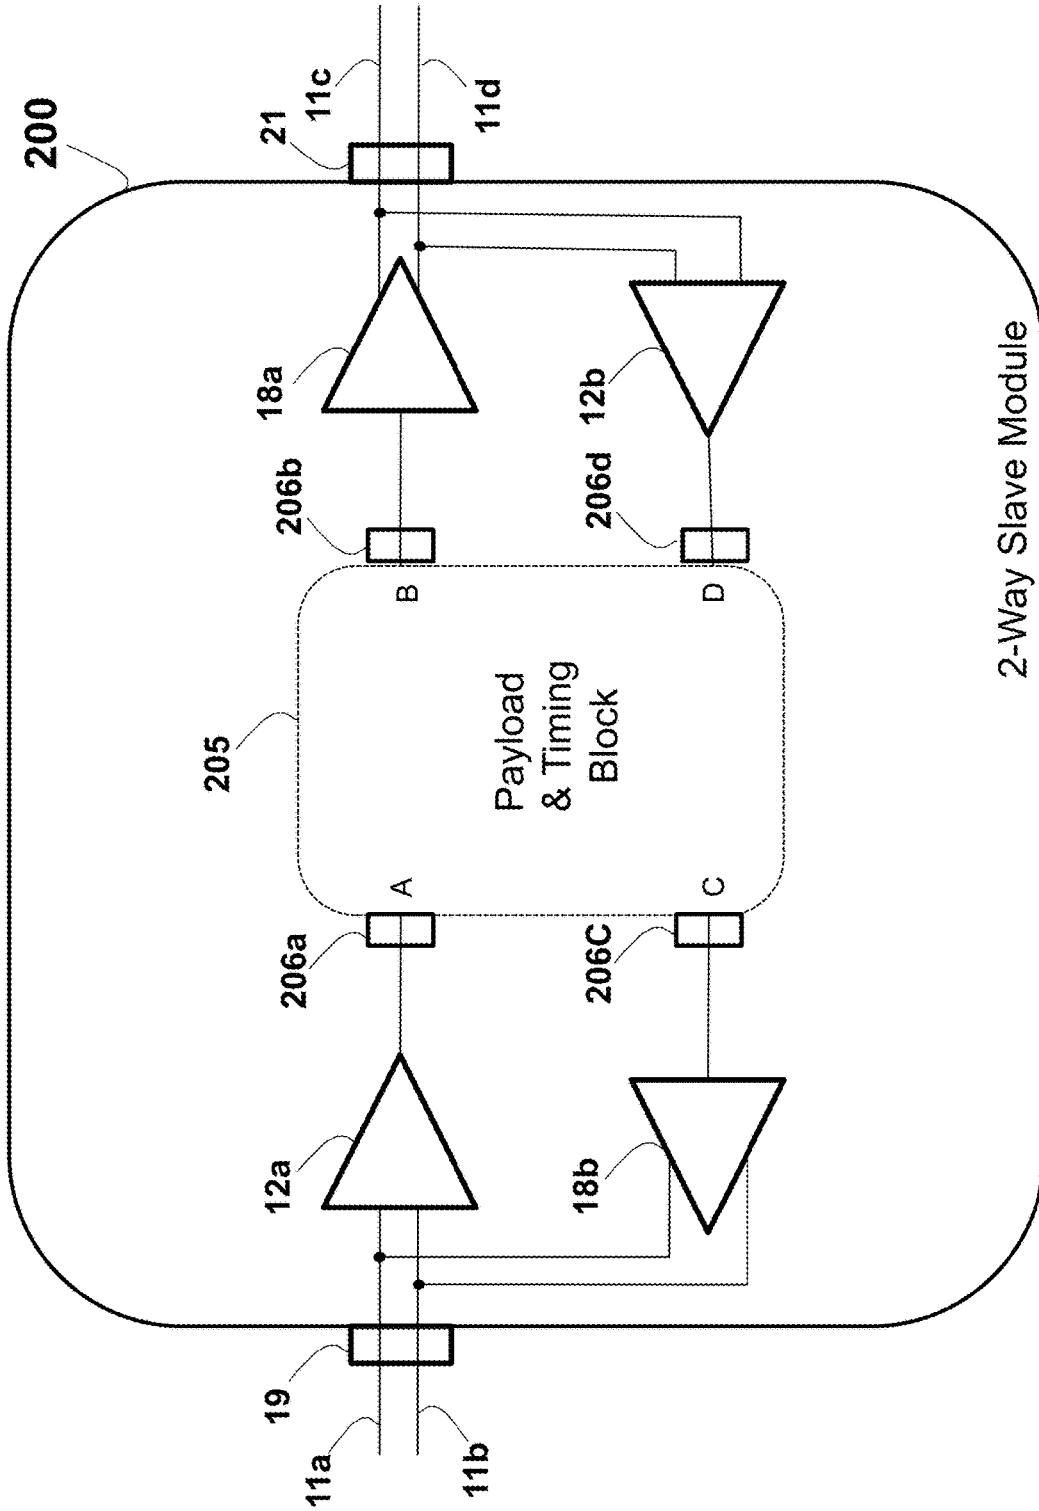 200
11a
11b
19
12a
18b
206a
206C
A
C
205
Payload
& Timing
Block
B
D
206b
206d
18a
12b
21
11c
11d
2-Way Slave Module